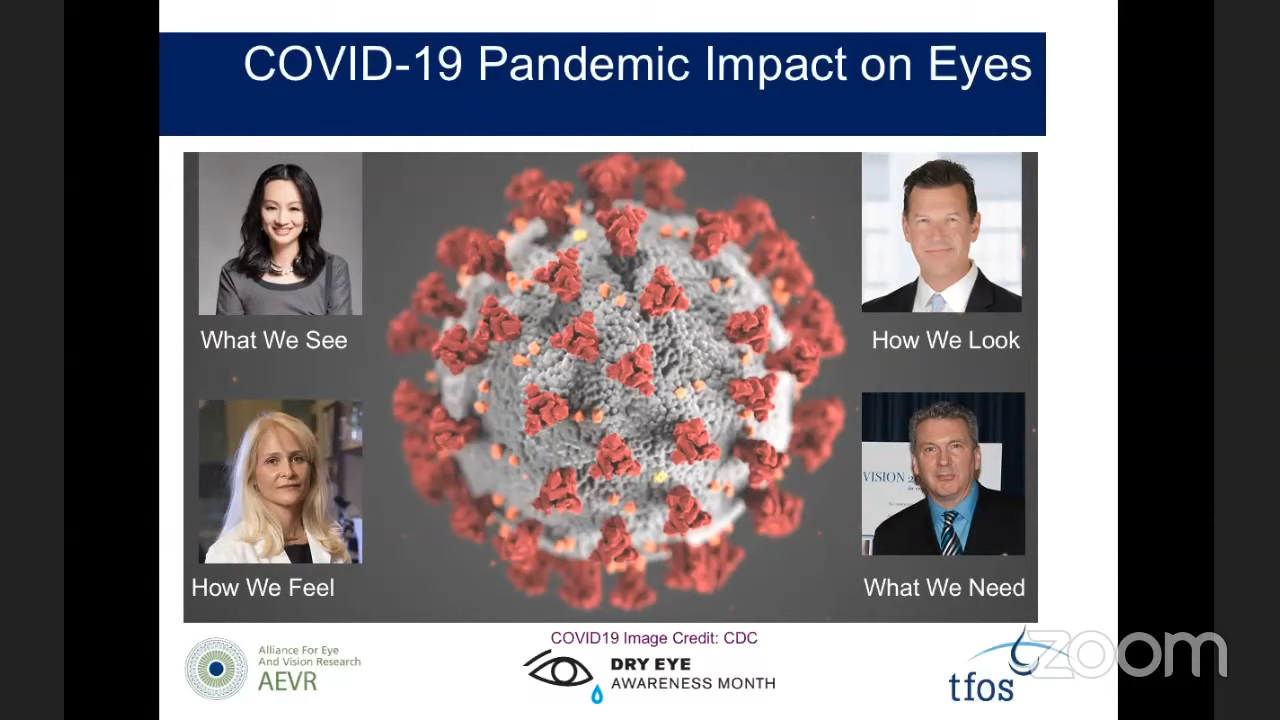 COVID-19 Pandemic Impact on Eyes
What We See
How We Look
VISION 20
How We Feel
What We Need
COVID19 Image Credit: CDC
Alliance For Eye
And Vision Research
AEVR
DRY EYE
AWARENESS MONTH
tfos
zoom